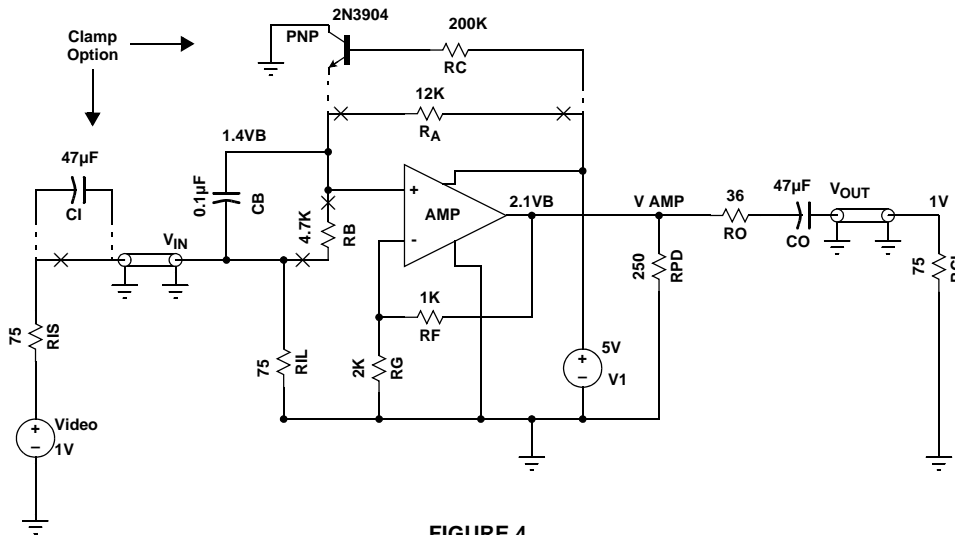 2N3904
PNP
200K
RC
Clamp
Option
12K
RA
1.4VB
47µF
CI
0.1µF
CB
4.7K
RB
+
AMP
-
2.1VB
V AMP
36
RO
47µF
CO
VOUT
1V
VIN
250
RPD
75
1K
RF
75
RIS
75
RIL
2K
RG
5V
+
–
V1
Video
+
–
1V
FIGURE 4